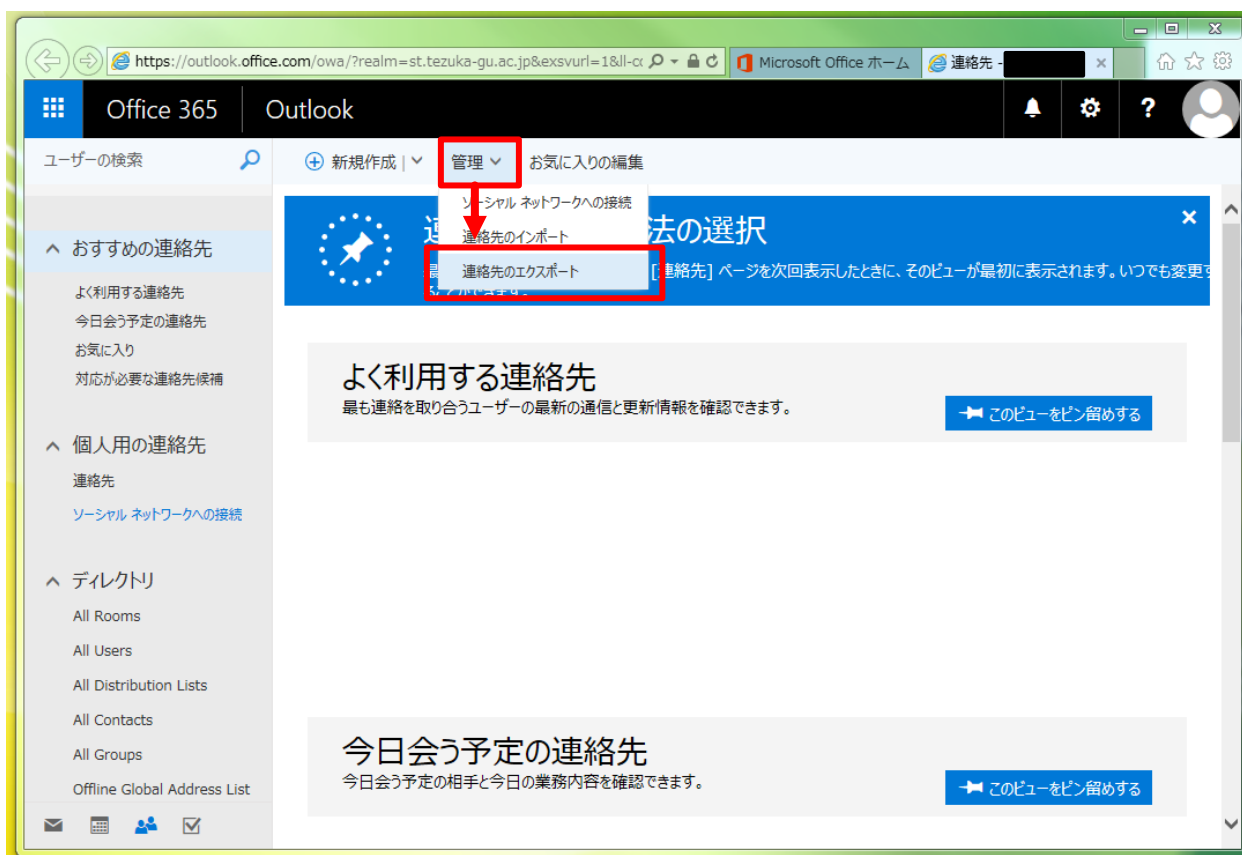 https://outlook.office.com/owa/?realm=st.tezuka-gu.ac.jp&exsvurl=1&ll-cc
Microsoft Office ホーム
連絡先 -
Office 365
Outlook
ユーザーの検索
新規作成
管理
お気に入りの編集
ソーシャル ネットワークへの接続
連絡先のインポート
連絡先のエクスポート
法の選択
[連絡先] ページを次回表示したときに、そのビューが最初に表示されます。いつでも変更す
おすすめの連絡先
よく利用する連絡先
今日会う予定の連絡先
お気に入り
対応が必要な連絡先候補
個人用の連絡先
連絡先
ソーシャル ネットワークへの接続
ディレクトリ
All Rooms
All Users
All Distribution Lists
All Contacts
All Groups
Offline Global Address List
よく利用する連絡先
最も連絡を取り合うユーザーの最新の通信と更新情報を確認できます。
このビューをピン留めする
今日会う予定の連絡先
今日会う予定の相手と今日の業務内容を確認できます。
このビューをピン留めする